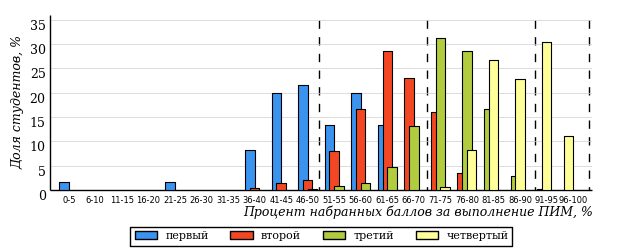 Доля студентов, %
35
30
25
20
15
10
5
0
0-5 6-10 11-15 16-20 21-25 26-30 31-35 36-40 41-45 46-50 51-55 56-60 61-65 66-70 71-75 76-80 81-85 86-90 91-95 96-100
Процент набранных баллов за выполнение ПИМ, %
первый второй третий четвертый